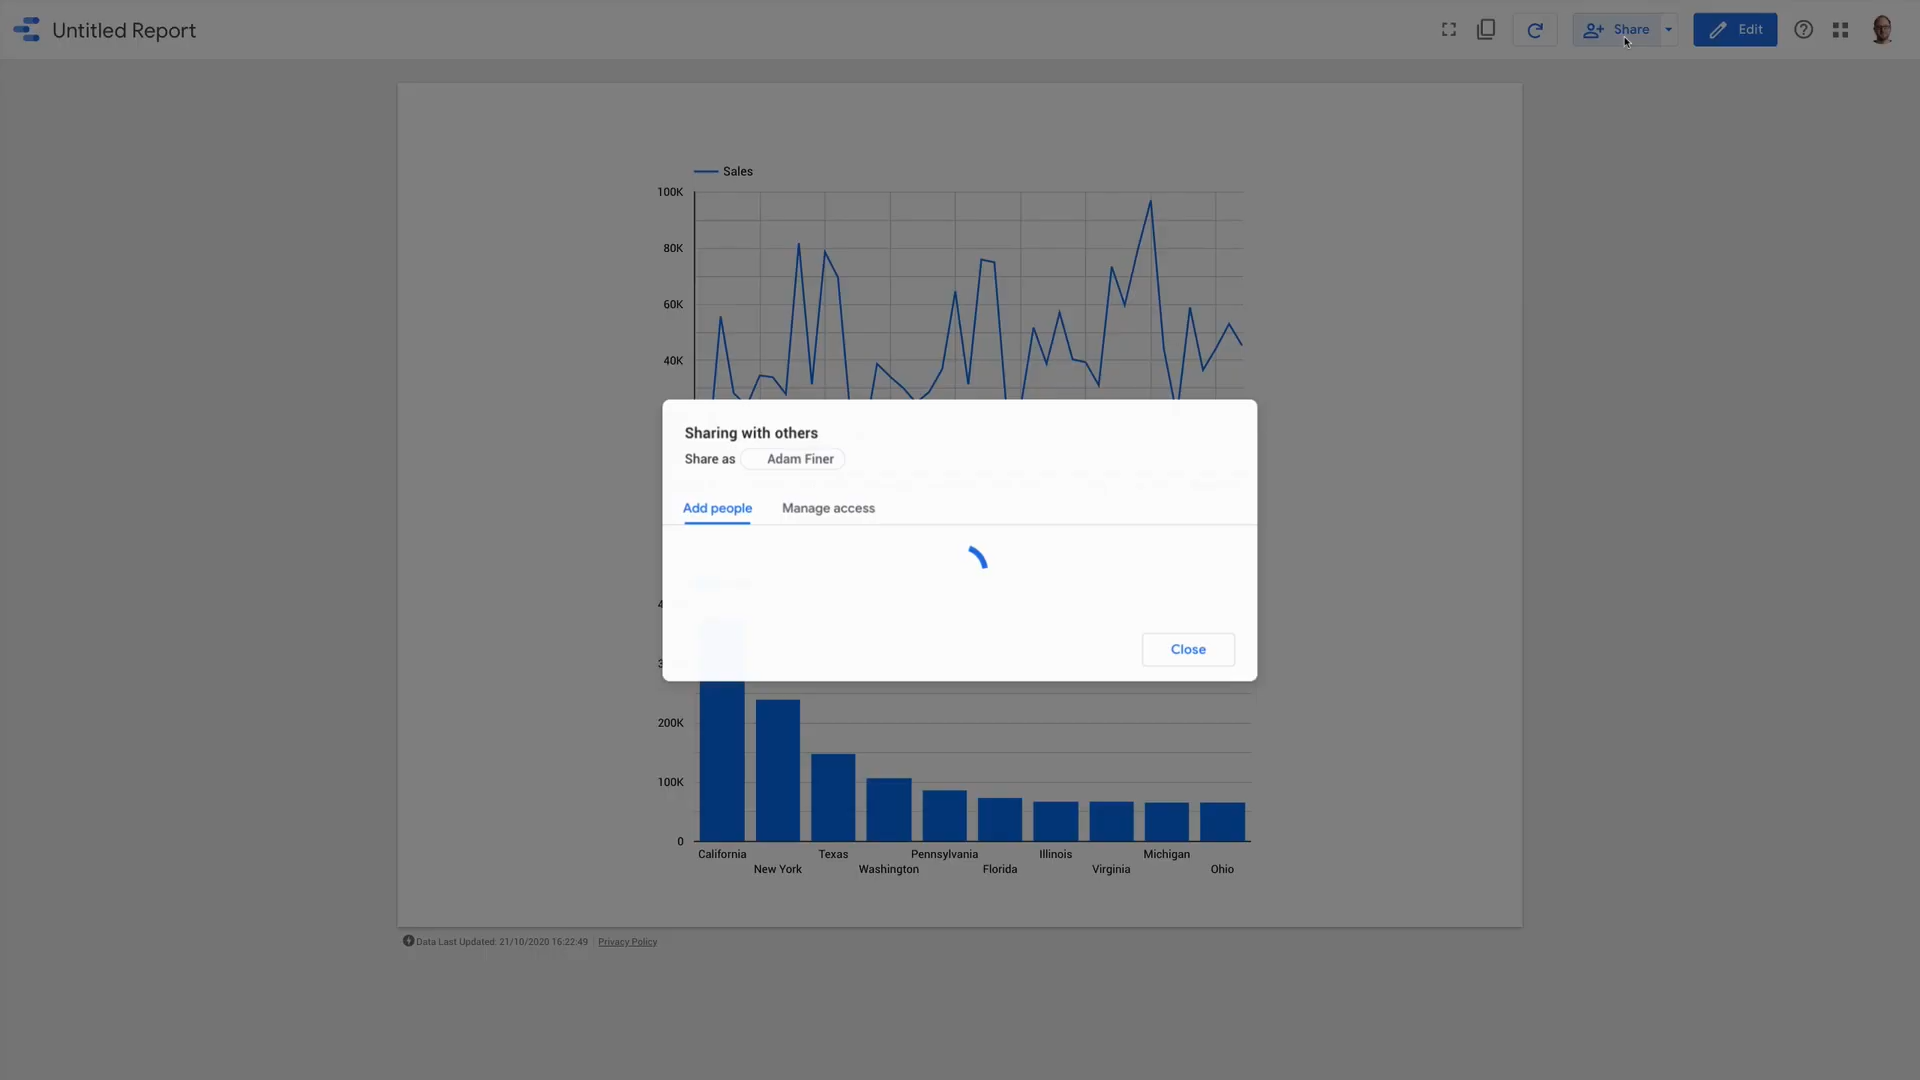 Untitled Report
Share
Edit
Sales
100K
80K
60K
40K
Sharing with others
Share as Adam Finer
Add people Manage access
Close
4
3
200K
100K
0
California Texas Pennsylvania Illinois Michigan
New York Washington Florida Virginia Ohio
Data Last Updated: 21/10/2020 16:22:49 Privacy Policy